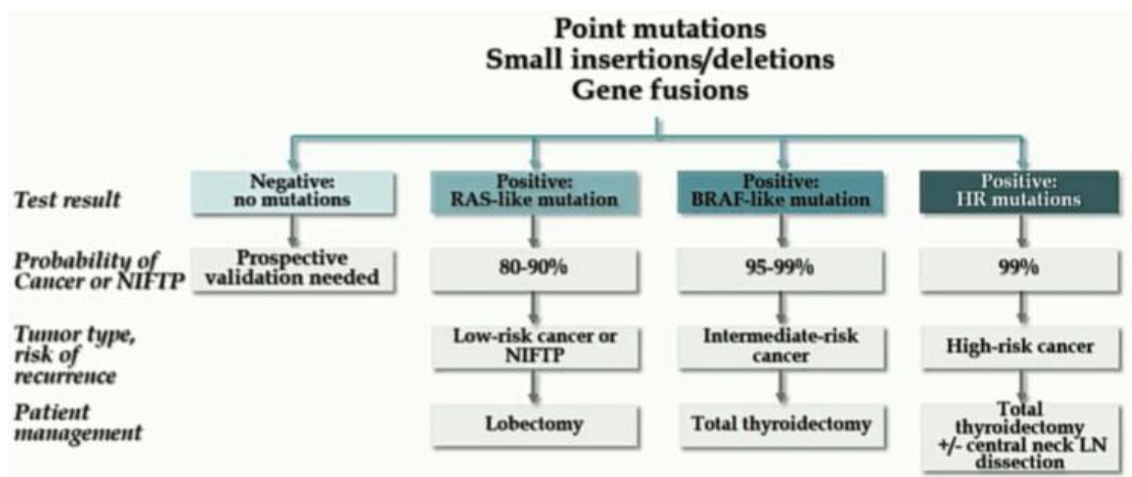 Point mutations
Small insertions/deletions
Gene fusions
Test result
Negative:
no mutations
Positive:
RAS-like mutation
Positive:
BRAF-like mutation
Positive:
HR mutations
Probability of
Cancer or NIFTP
Prospective
validation needed
80-90%
95-99%
99%
Tumor type,
risk of
recurrence
Low-risk cancer or
NIFTP
Intermediate-risk
cancer
High-risk cancer
Patient
management
Lobectomy
Total thyroidectomy
Total
thyroidectomy
+/- central neck LN
dissection